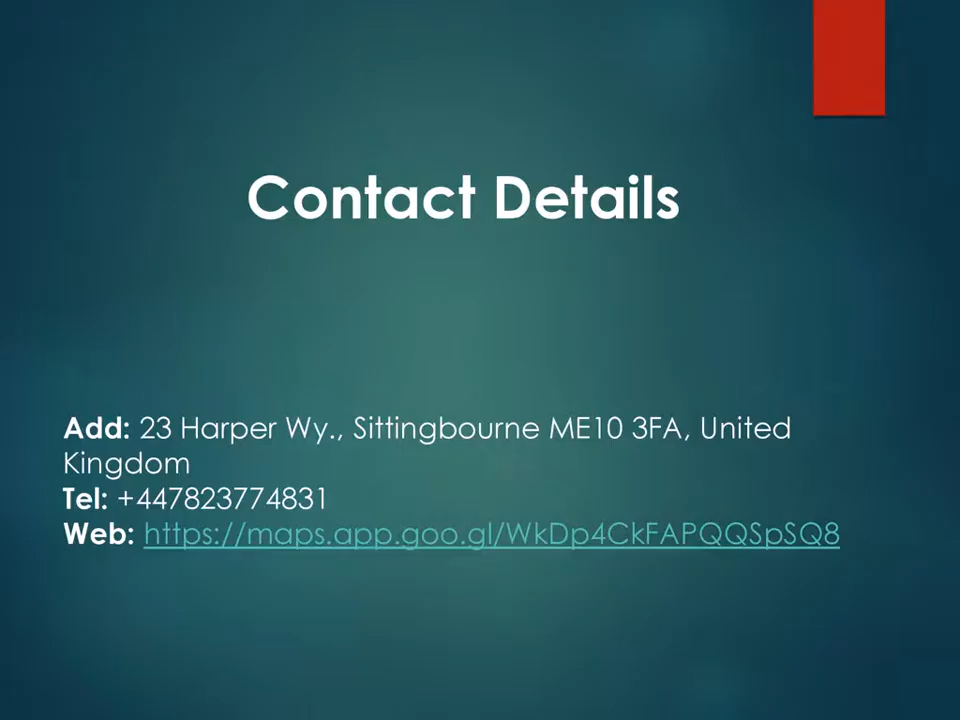 Contact Details
Add: 23 Harper Wy., Sittingbourne ME10 3FA, United
Kingdom
Tel: +447823774831
Web: https://maps.app.goo.gl/WkDp4CkFAPQQSpSQ8